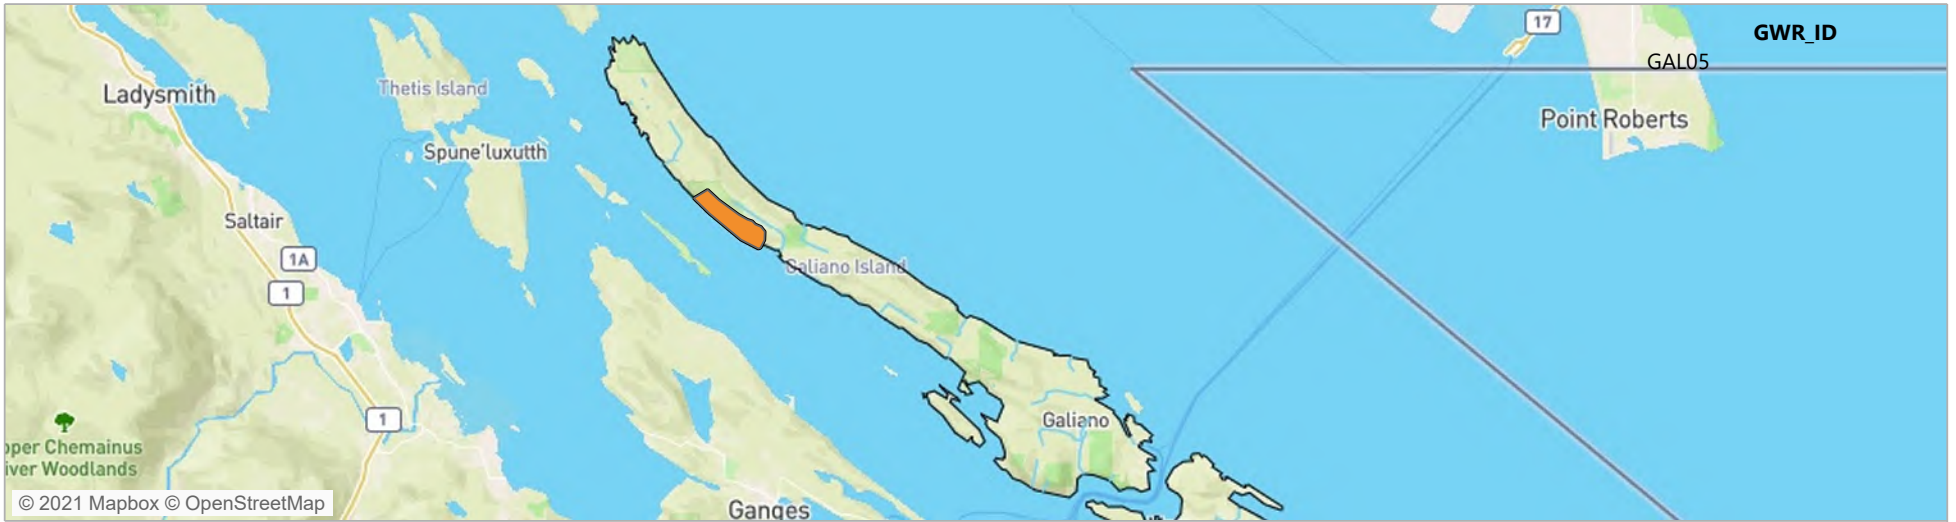 17
GWR_ID
GAL05
Ladysmith
Thetis Island
Point Roberts
Spune'luxutth
Saltair
1A
Galiano Island
1
1
Galiano
pper Chemainus
iver Woodlands
© 2021 Mapbox © OpenStreetMap
Ganges